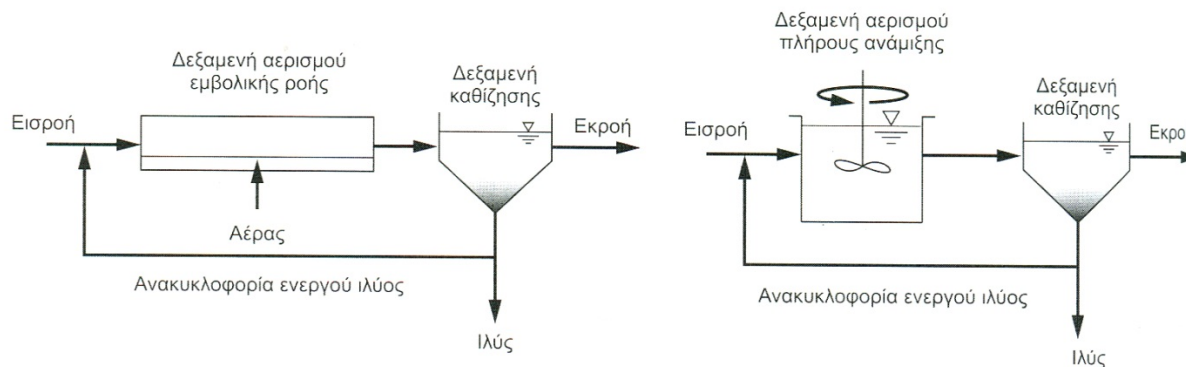 Δεξαμενή αερισμού
εμβολικής ροής
Δεξαμενή
καθίζησης
Εισροή
Εκροή
Αέρας
Ανακυκλοφορία ενεργού ιλύος
Ιλύς
Δεξαμενή αερισμού
πλήρους ανάμιξης
Δεξαμενή
καθίζησης
Εισροή
Εκρο
Ανακυκλοφορία ενεργού ιλύος
Ιλύς